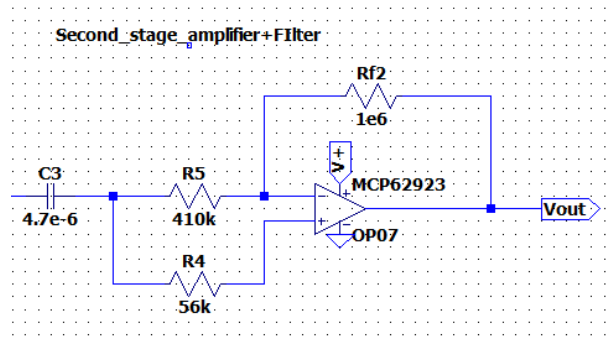 Second_stage_amplifier+FIlter
Rf2
1e6
V+
C3
R5
MCP62923
4.7e-6
410k
Vout
OP07
R4
56k